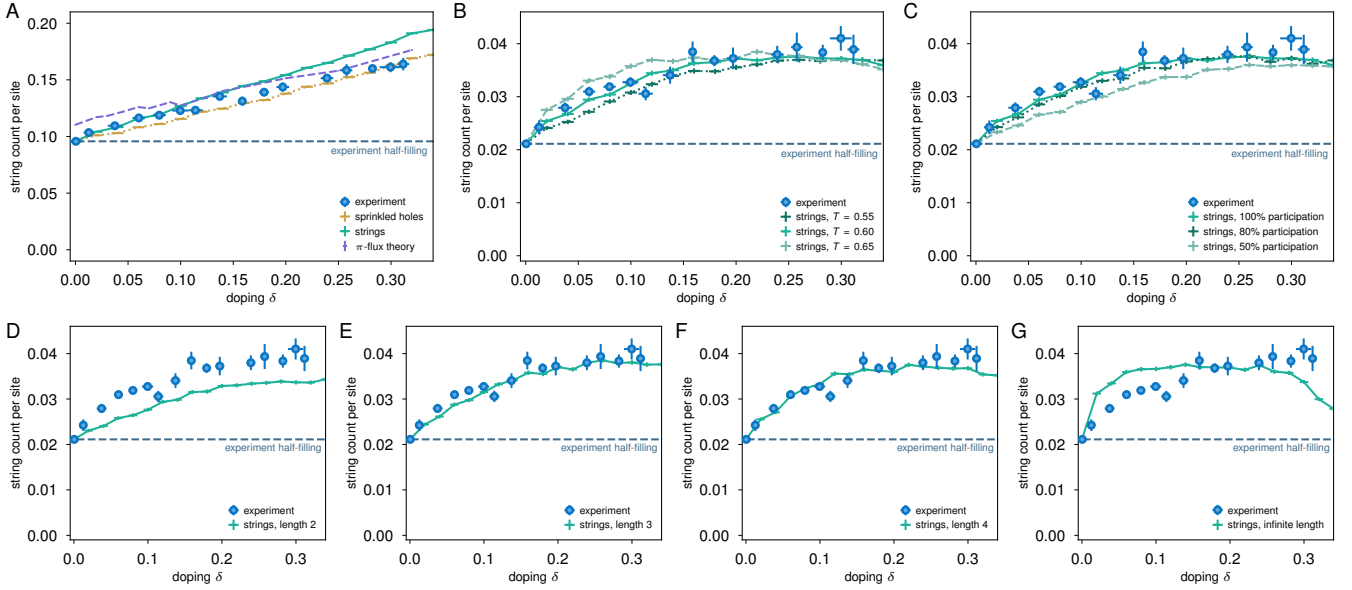 A
0.20
0.15
0.10
0.05
0.00
string count per site
experiment half-filling
experiment
sprinkled holes
strings
π-flux theory
0.00 0.05 0.10 0.15 0.20 0.25 0.30
doping δ
B
0.04
0.03
0.02
0.01
0.00
string count per site
experiment half-filling
experiment
strings, T = 0.55
strings, T = 0.60
strings, T = 0.65
0.00 0.05 0.10 0.15 0.20 0.25 0.30
doping δ
C
0.04
0.03
0.02
0.01
0.00
string count per site
experiment half-filling
experiment
strings, 100% participation
strings, 80% participation
strings, 50% participation
0.00 0.05 0.10 0.15 0.20 0.25 0.30
doping δ
D
0.04
0.03
0.02
0.01
0.00
string count per site
experiment half-filling
experiment
strings, length 2
0.0 0.1 0.2 0.3
doping δ
E
0.04
0.03
0.02
0.01
0.00
string count per site
experiment half-filling
experiment
strings, length 3
0.0 0.1 0.2 0.3
doping δ
F
0.04
0.03
0.02
0.01
0.00
string count per site
experiment half-filling
experiment
strings, length 4
0.0 0.1 0.2 0.3
doping δ
G
0.04
0.03
0.02
0.01
0.00
string count per site
experiment half-filling
experiment
strings, infinite length
0.0 0.1 0.2 0.3
doping δ